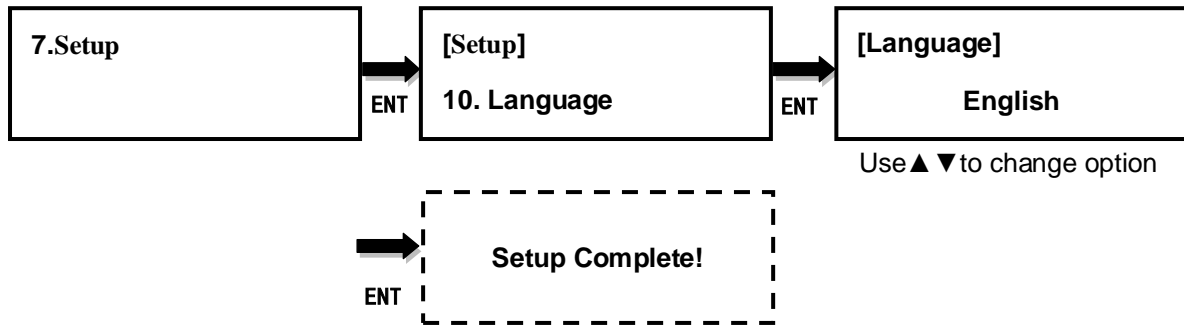 7.Setup
ENT
[Setup]
10. Language
ENT
[Language]
English
Use▲ ▼to change option
ENT
Setup Complete!